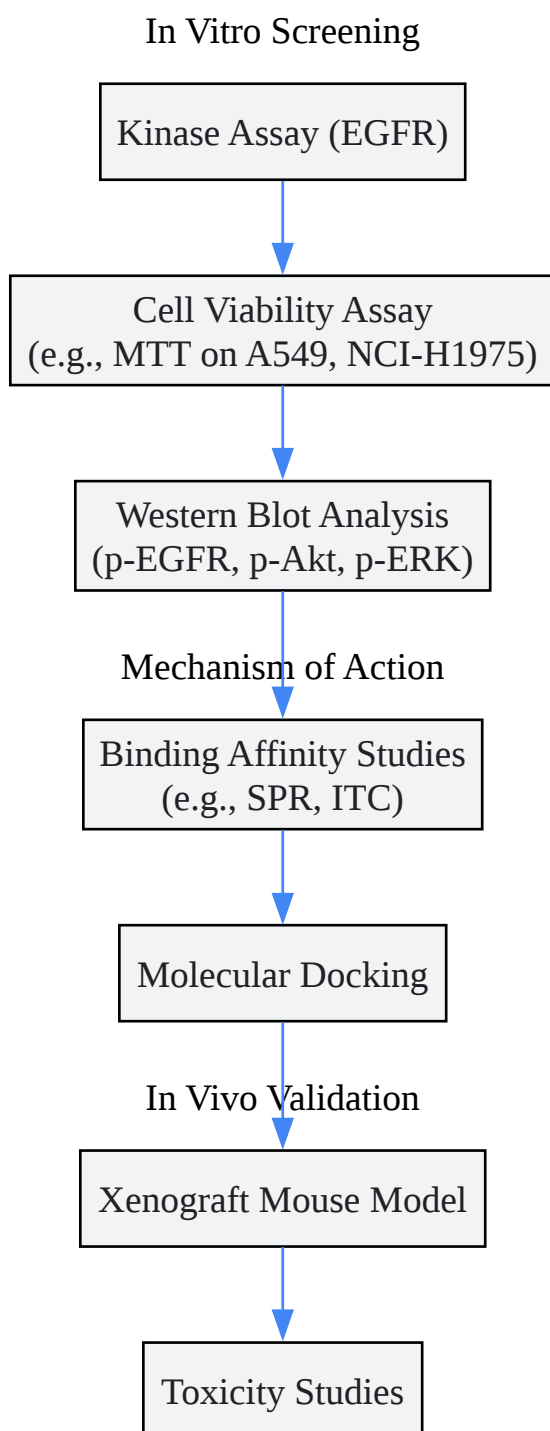 In Vitro Screening
Kinase Assay (EGFR)
Cell Viability Assay
(e.g., MTT on A549, NCI-H1975)
Western Blot Analysis
(p-EGFR, p-Akt, p-ERK)
Mechanism of Action
Binding Affinity Studies
(e.g., SPR, ITC)
Molecular Docking
In Vivo Validation
Xenograft Mouse Model
Toxicity Studies